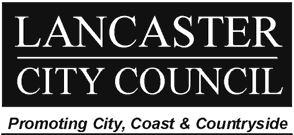 LANCASTER
CITY COUNCIL
Promoting City, Coast & Countryside